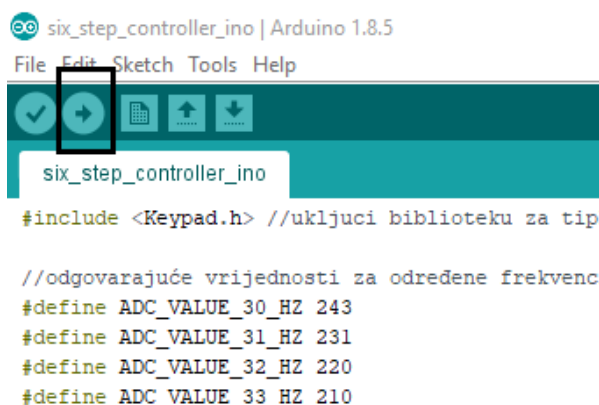 six_step_controller_ino | Arduino 1.8.5
File Edit Sketch Tools Help
six_step_controller_ino
#include <Keypad.h> //ukljuci biblioteku za tip
//odgovarajuće vrijednosti za određene frekvenc
#define ADC_VALUE_30_HZ 243
#define ADC_VALUE_31_HZ 231
#define ADC_VALUE_32_HZ 220
#define ADC_VALUE_33_HZ 210